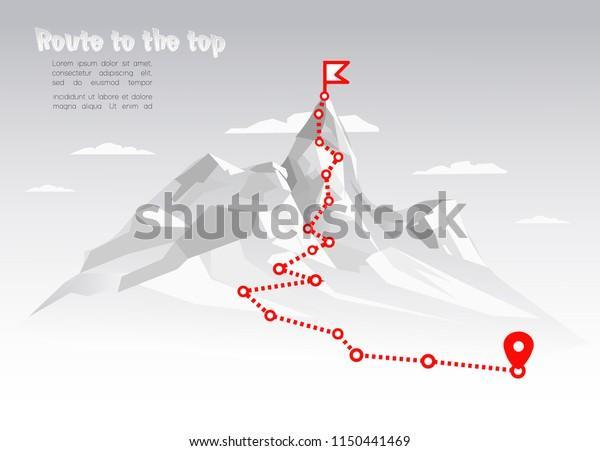 Route to the top
Lorem ipsum dolor sit amet,
consectetur adipiscing elit,
sed do eiusmod tempor
incididunt ut labore et dolore
magna aliqua. Ut enim ad
shutterstock
shutterstock.com · 1150441469